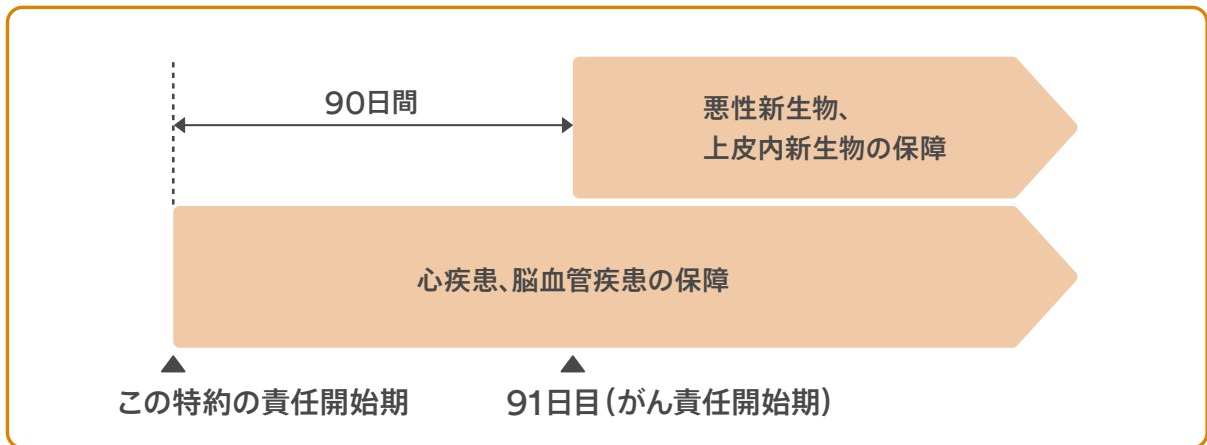 90日間
悪性新生物、
上皮内新生物の保障
心疾患、脳血管疾患の保障
この特約の責任開始期
91日目(がん責任開始期)